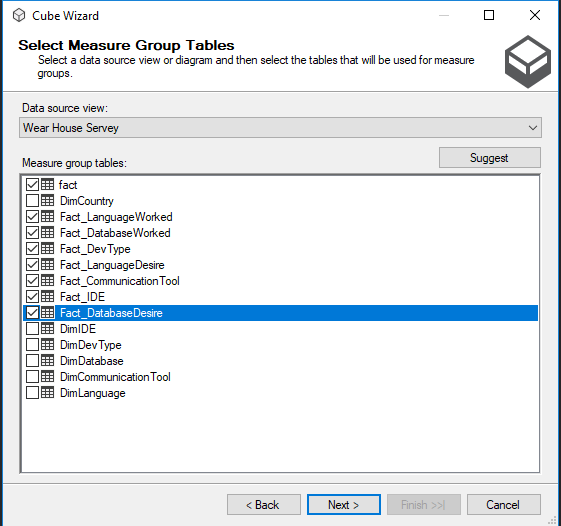 Cube Wizard
Select Measure Group Tables
Select a data source view or diagram and then select the tables that will be used for measure
groups.
Data source view:
Wear House Servey
Measure group tables:
Suggest
fact
DimCountry
Fact_LanguageWorked
Fact_DatabaseWorked
Fact_DevType
Fact_LanguageDesire
Fact_CommunicationTool
Fact_IDE
Fact_DatabaseDesire
DimIDE
DimDevType
DimDatabase
DimCommunicationTool
DimLanguage
< Back
Next >
Finish >>|
Cancel